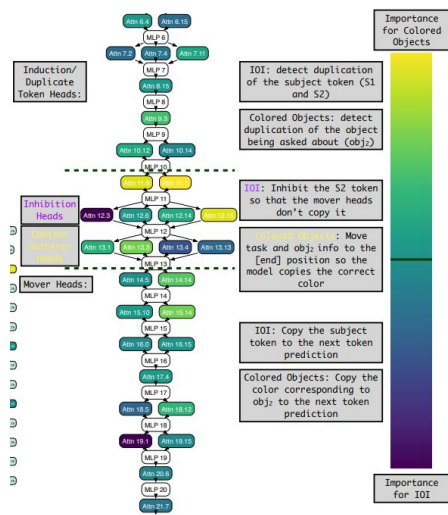 Attn 6.4 Attn 6.15
MLP 6
Attn 7.2 Attn 7.4 Attn 7.11
MLP 7
Attn 8.15
MLP 8
Attn 9.3
MLP 9
Attn 10.12 Attn 10.14
MLP 10
MLP 11
Attn 12.3 Attn 12.6 Attn 12.14
MLP 12
Attn 13.1 Attn 13.3 Attn 13.4 Attn 13.13
MLP 13
Attn 14.5 Attn 14.14
MLP 14
Attn 15.10 Attn 15.14
MLP 15
Attn 16.0 Attn 16.15
MLP 16
Attn 17.4
MLP 17
Attn 18.5 Attn 18.12
MLP 18
Attn 19.1 Attn 19.15
MLP 19
Attn 20.6
MLP 20
Attn 21.7
Induction/
Duplicate
Token Heads:
Inhibition
Heads
Content
Gatherer Heads
Mover Heads:
IOI: detect duplication
of the subject token (S1
and S2)
Colored Objects: detect
duplication of the object
being asked about (obj₂)
IOI: Inhibit the S2 token
so that the mover heads
don't copy it
Colored Objects: Move
task and obj₂ info to the
[end] position so the
model copies the correct
color
IOI: Copy the subject
token to the next token
prediction
Colored Objects: Copy the
color corresponding to
obj₂ to the next token
prediction
Importance
for Colored
Objects
Importance
for IOI